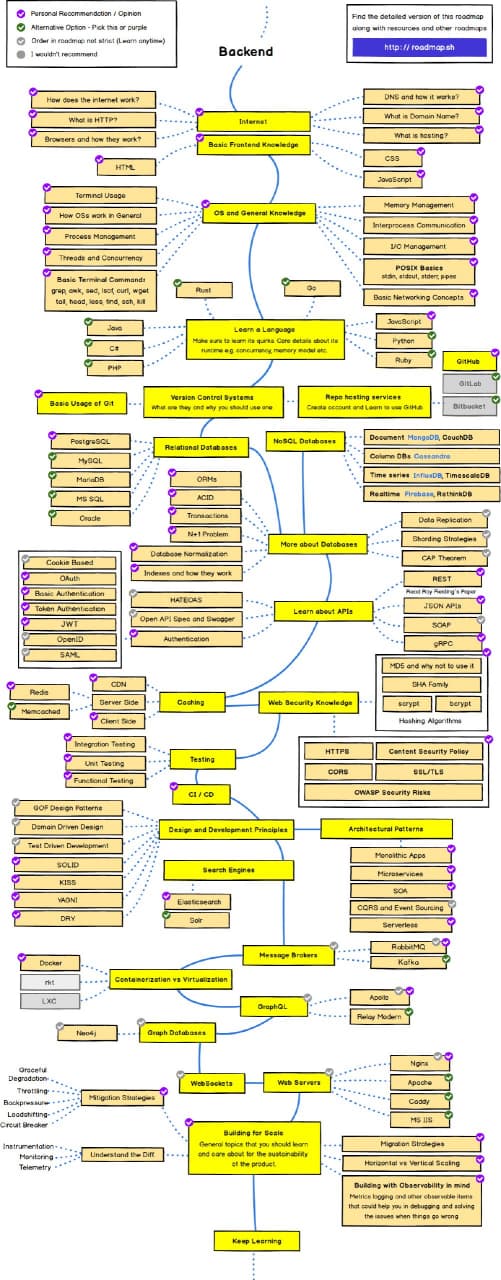 Personal Recommendation / Opinion
Alternative Option - Pick this or purple
Order in roadmap not strict (Learn anytime)
I wouldn't recommend
Find the detailed version of this roadmap
along with resources and other roadmaps
http://roadmap.sh
Backend
How does the internet work?
What is HTTP?
Browsers and how they work?
HTML
Internet
Basic Frontend Knowledge
DNS and how it works?
What is Domain Name?
What is hosting?
CSS
JavaScript
Terminal Usage
How OSs work in General
Process Management
Threads and Concurrency
Basic Terminal Commands
grep, awk, sed, lsof, curl, wget
tail, head, less, find, ssh, kill
OS and General Knowledge
Memory Management
Interprocess Communication
I/O Management
POSIX Basics
stdin, stdout, stderr, pipes
Basic Networking Concepts
Rust
Go
Java
C#
PHP
Learn a Language
Make sure to learn its quirks. Core details about its
runtime e.g. concurrency, memory model etc.
JavaScript
Python
Ruby
GitHub
GitLab
Bitbucket
Basic Usage of Git
Version Control Systems
What are they and why you should use one
Repo hosting services
Create account and Learn to use GitHub
PostgreSQL
MySQL
MariaDB
MS SQL
Oracle
Relational Databases
NoSQL Databases
Document MongoDB, CouchDB
Column DBs Cassandra
Time series InfluxDB, TimescaleDB
Realtime Firebase, RethinkDB
ORMs
ACID
Transactions
N+1 Problem
Database Normalization
Indexes and how they work
More about Databases
Data Replication
Sharding Strategies
CAP Theorem
Cookie Based
OAuth
Basic Authentication
Token Authentication
JWT
OpenID
SAML
HATEOAS
Open API Spec and Swagger
Authentication
Learn about APIs
REST
Read Roy Fielding's Paper
JSON APIs
SOAP
gRPC
Redis
Memcached
CDN
Server Side
Client Side
Caching
Web Security Knowledge
MD5 and why not to use it
SHA Family
scrypt
bcrypt
Hashing Algorithms
Integration Testing
Unit Testing
Functional Testing
Testing
CI / CD
HTTPS
Content Security Policy
CORS
SSL/TLS
OWASP Security Risks
GOF Design Patterns
Domain Driven Design
Test Driven Development
SOLID
KISS
YAGNI
DRY
Design and Development Principles
Architectural Patterns
Monolithic Apps
Microservices
SOA
CQRS and Event Sourcing
Serverless
Search Engines
Elasticsearch
Solr
Message Brokers
RabbitMQ
Kafka
Docker
rkt
LXC
Containerization vs Virtualization
GraphQL
Apollo
Relay Modern
Neo4j
Graph Databases
WebSockets
Web Servers
Nginx
Apache
Caddy
MS IIS
Graceful
Degradation
Throttling
Backpressure
Loadshifting
Circuit Breaker
Mitigation Strategies
Instrumentation
Monitoring
Telemetry
Understand the Diff.
Building for Scale
General topics that you should learn
and care about for the sustainability
of the product.
Migration Strategies
Horizontal vs Vertical Scaling
Building with Observability in mind
Metrics logging and other observable items
that could help you in debugging and solving
the issues when things go wrong
Keep Learning